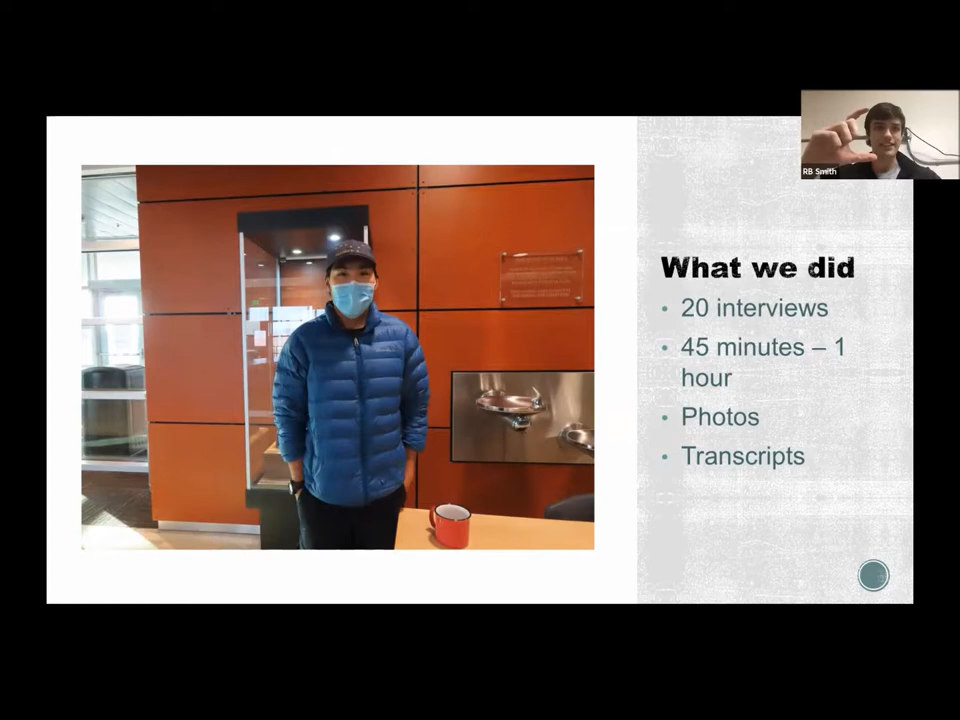 RB Smith
What we did
• 20 interviews
• 45 minutes – 1
hour
• Photos
• Transcripts